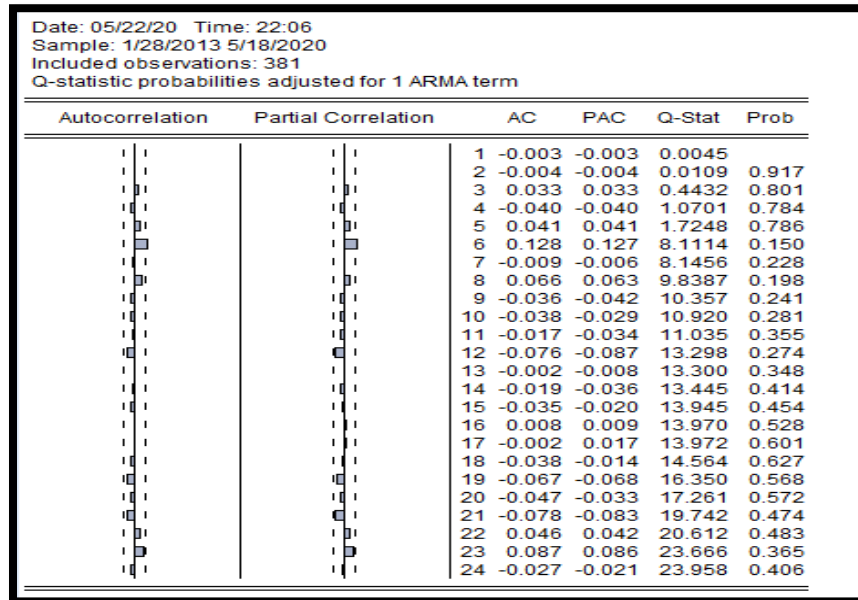 Date: 05/22/20 Time: 22:06
Sample: 1/28/2013 5/18/2020
Included observations: 381
Q-statistic probabilities adjusted for 1 ARMA term
Autocorrelation Partial Correlation AC PAC Q-Stat Prob
1 -0.003 -0.003 0.0045
2 -0.004 -0.004 0.0109 0.917
3 0.033 0.033 0.4432 0.801
4 -0.040 -0.040 1.0701 0.784
5 0.041 0.041 1.7248 0.786
6 0.128 0.127 8.1114 0.150
7 -0.009 -0.006 8.1456 0.228
8 0.066 0.063 9.8387 0.198
9 -0.036 -0.042 10.357 0.241
10 -0.038 -0.029 10.920 0.281
11 -0.017 -0.034 11.035 0.355
12 -0.076 -0.087 13.298 0.274
13 -0.002 -0.008 13.300 0.348
14 -0.019 -0.036 13.445 0.414
15 -0.035 -0.020 13.945 0.454
16 0.008 0.009 13.970 0.528
17 -0.002 0.017 13.972 0.601
18 -0.038 -0.014 14.564 0.627
19 -0.067 -0.068 16.350 0.568
20 -0.047 -0.033 17.261 0.572
21 -0.078 -0.083 19.742 0.474
22 0.046 0.042 20.612 0.483
23 0.087 0.086 23.666 0.365
24 -0.027 -0.021 23.958 0.406